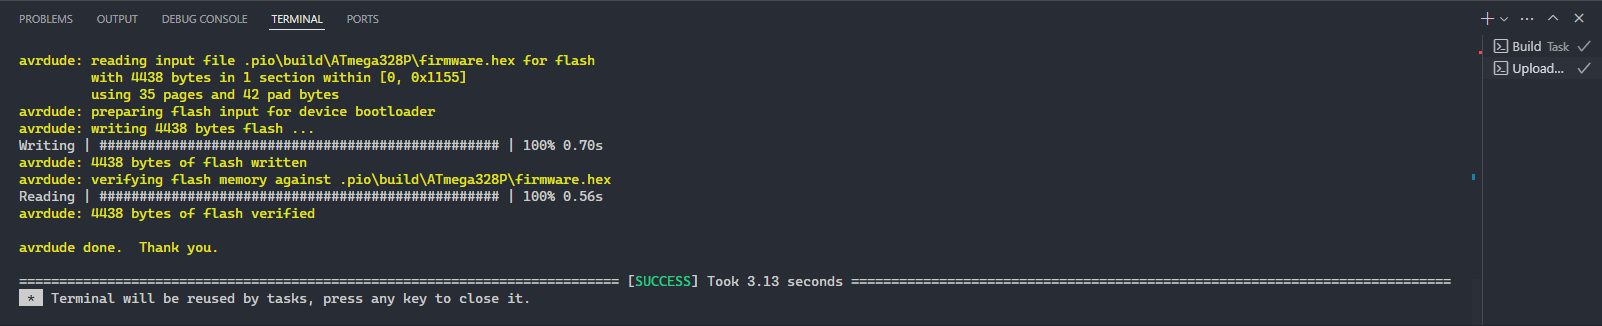 PROBLEMS OUTPUT DEBUG CONSOLE TERMINAL PORTS
avrdude: reading input file .pio\build\ATmega328P\firmware.hex for flash
with 4438 bytes in 1 section within [0, 0x1155]
using 35 pages and 42 pad bytes
avrdude: preparing flash input for device bootloader
avrdude: writing 4438 bytes flash ...
Writing | ################################################## | 100% 0.70s
avrdude: 4438 bytes of flash written
avrdude: verifying flash memory against .pio\build\ATmega328P\firmware.hex
Reading | ################################################## | 100% 0.56s
avrdude: 4438 bytes of flash verified
avrdude done.  Thank you.
=========================================================================== [SUCCESS] Took 3.13 seconds ===========================================================================
* Terminal will be reused by tasks, press any key to close it.
Build Task
Upload...